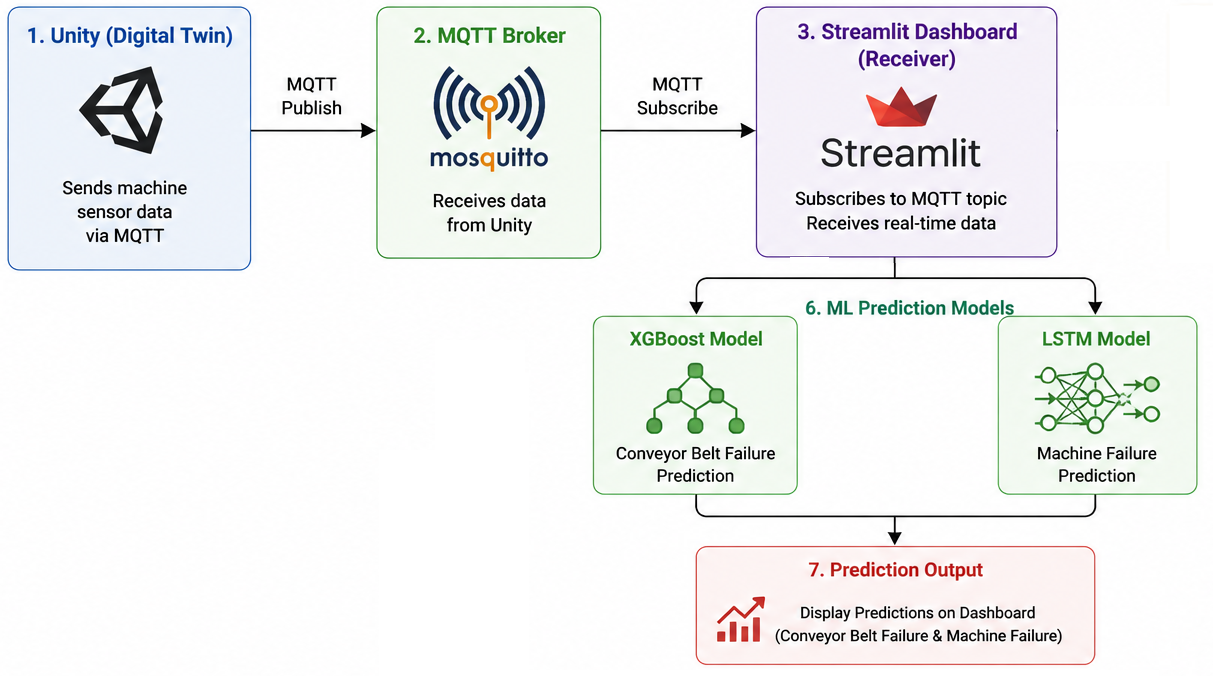 1. Unity (Digital Twin)
Sends machine
sensor data
via MQTT
MQTT
Publish
2. MQTT Broker
mosquitto
Receives data
from Unity
MQTT
Subscribe
3. Streamlit Dashboard
(Receiver)
Streamlit
Subscribes to MQTT topic
Receives real-time data
6. ML Prediction Models
XGBoost Model
Conveyor Belt Failure
Prediction
LSTM Model
Machine Failure
Prediction
7. Prediction Output
Display Predictions on Dashboard
(Conveyor Belt Failure & Machine Failure)